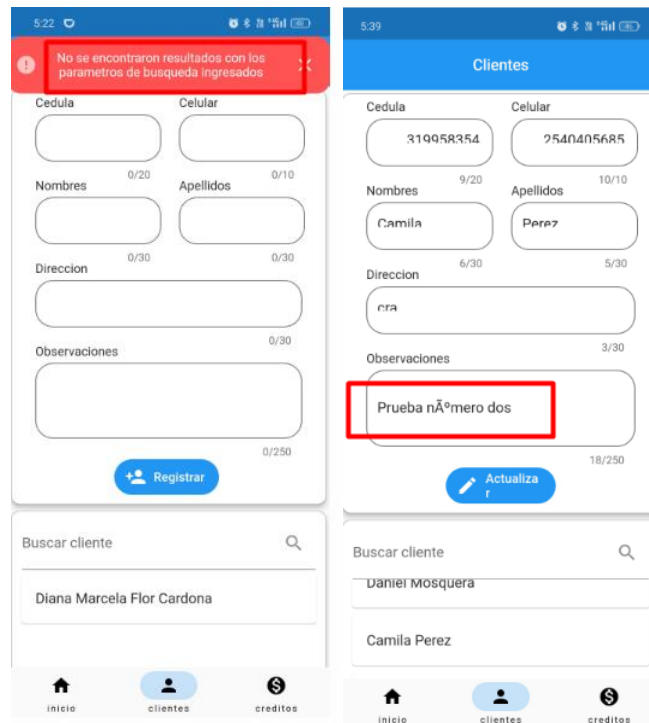 5:22
No se encontraron resultados con los
parametros de busqueda ingresados
Cedula Celular
0/20 0/10
Nombres Apellidos
0/30 0/30
Direccion
0/30
Observaciones
0/250
Registrar
Buscar cliente
Diana Marcela Flor Cardona
inicio clientes creditos
5:39
Clientes
Cedula Celular
319958354 2540405685
9/20 10/10
Nombres Apellidos
Camila Perez
6/30 5/30
Direccion
cra
3/30
Observaciones
Prueba nÃºmero dos
18/250
Actualiza
r
Buscar cliente
Daniel Mosquera
Camila Perez
inicio clientes creditos